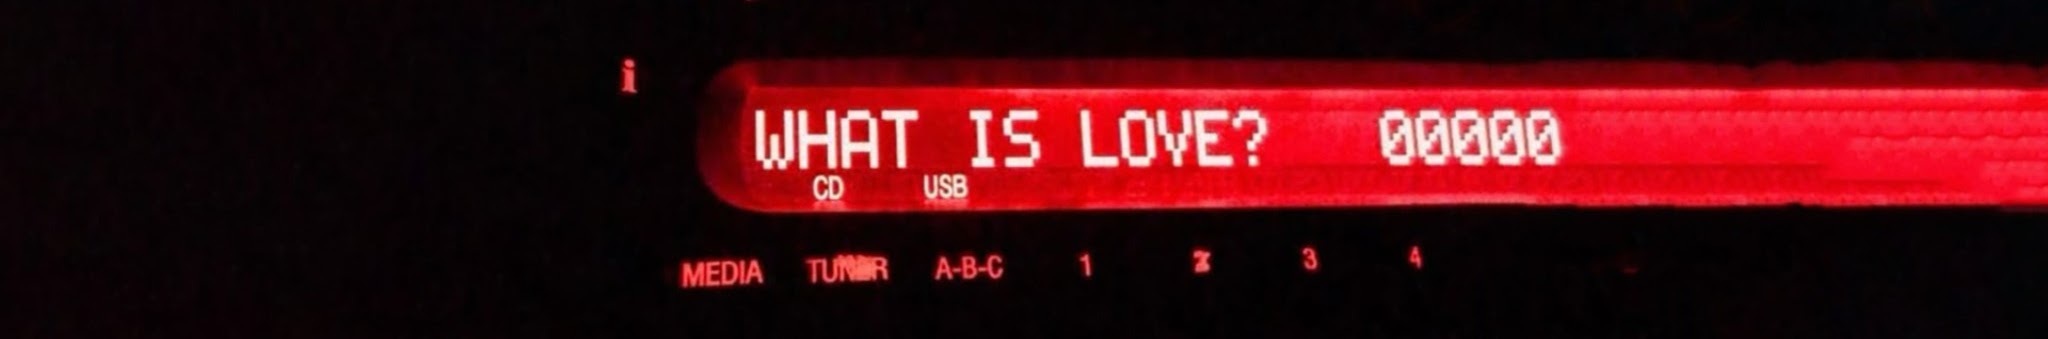 i
WHAT IS LOVE? 00000
CD USB
MEDIA TUNER A-B-C 1 2 3 4